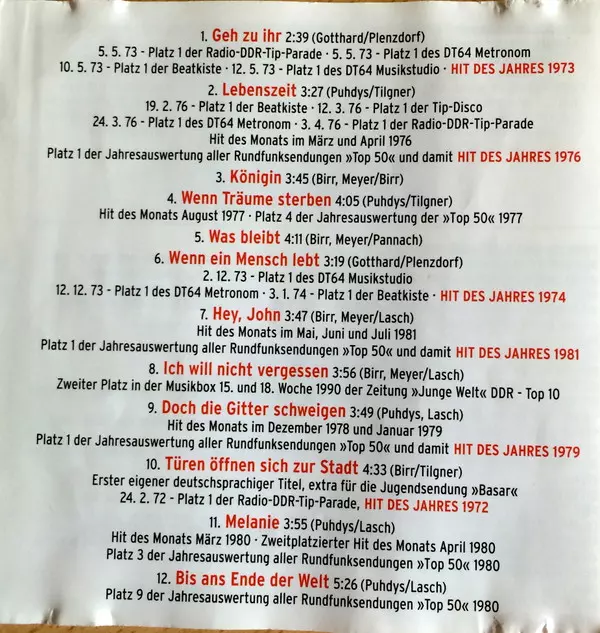 1. Geh zu ihr 2:39 (Gotthard/Plenzdorf)
5. 5. 73 - Platz 1 der Radio-DDR-Tip-Parade · 5. 5. 73 - Platz 1 des DT64 Metronom
10. 5. 73 - Platz 1 der Beatkiste · 12. 5. 73 - Platz 1 des DT64 Musikstudio · HIT DES JAHRES 1973
2. Lebenszeit 3:27 (Puhdys/Tilgner)
19. 2. 76 - Platz 1 der Beatkiste · 12. 3. 76 - Platz 1 der Tip-Disco
24. 3. 76 - Platz 1 des DT64 Metronom · 3. 4. 76 - Platz 1 der Radio-DDR-Tip-Parade
Hit des Monats im März und April 1976
Platz 1 der Jahresauswertung aller Rundfunksendungen »Top 50« und damit HIT DES JAHRES 1976
3. Königin 3:45 (Birr, Meyer/Birr)
4. Wenn Träume sterben 4:05 (Puhdys/Tilgner)
Hit des Monats August 1977 · Platz 4 der Jahresauswertung der »Top 50« 1977
5. Was bleibt 4:11 (Birr, Meyer/Pannach)
6. Wenn ein Mensch lebt 3:19 (Gotthard/Plenzdorf)
2. 12. 73 - Platz 1 des DT64 Musikstudio
12. 12. 73 - Platz 1 des DT64 Metronom · 3. 1. 74 - Platz 1 der Beatkiste · HIT DES JAHRES 1974
7. Hey, John 3:47 (Birr, Meyer/Lasch)
Hit des Monats im Mai, Juni und Juli 1981
Platz 1 der Jahresauswertung aller Rundfunksendungen »Top 50« und damit HIT DES JAHRES 1981
8. Ich will nicht vergessen 3:56 (Birr, Meyer/Lasch)
Zweiter Platz in der Musikbox 15. und 18. Woche 1990 der Zeitung »Junge Welt« DDR - Top 10
9. Doch die Gitter schweigen 3:49 (Puhdys, Lasch)
Hit des Monats im Dezember 1978 und Januar 1979
Platz 1 der Jahresauswertung aller Rundfunksendungen »Top 50« und damit HIT DES JAHRES 1979
10. Türen öffnen sich zur Stadt 4:33 (Birr/Tilgner)
Erster eigener deutschsprachiger Titel, extra für die Jugendsendung »Basar«
24. 2. 72 - Platz 1 der Radio-DDR-Tip-Parade, HIT DES JAHRES 1972
11. Melanie 3:55 (Puhdys/Lasch)
Hit des Monats März 1980 · Zweitplatzierter Hit des Monats April 1980
Platz 3 der Jahresauswertung aller Rundfunksendungen »Top 50« 1980
12. Bis ans Ende der Welt 5:26 (Puhdys/Lasch)
Platz 9 der Jahresauswertung aller Rundfunksendungen »Top 50« 1980